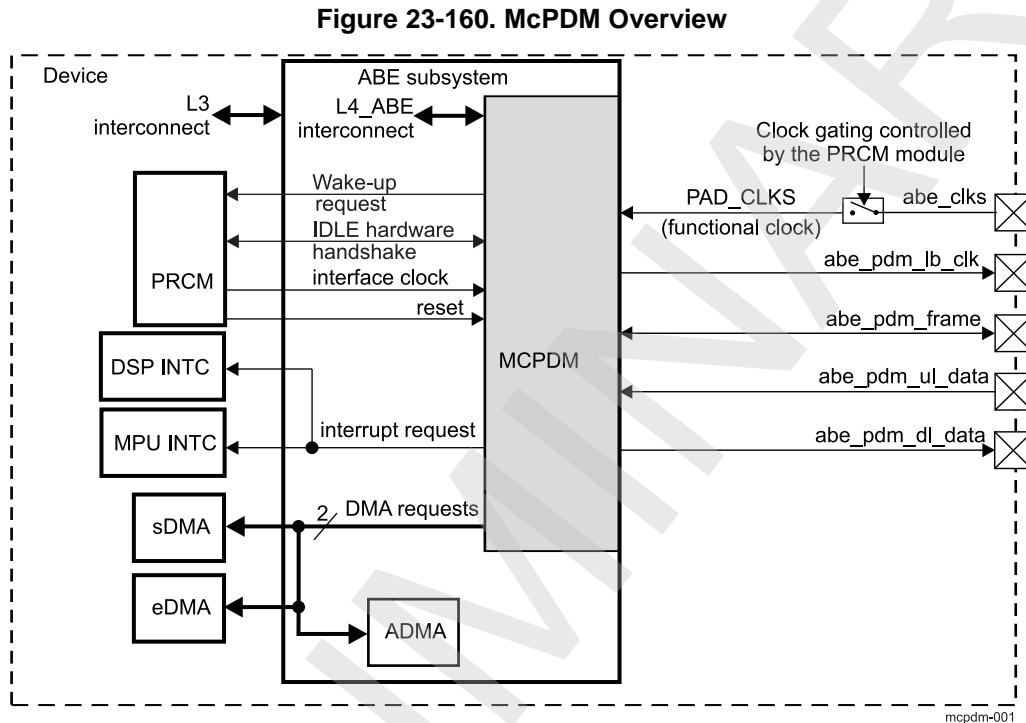 Figure 23-160. McPDM Overview
Device
ABE subsystem
L3
interconnect
L4_ABE
interconnect
Clock gating controlled
by the PRCM module
Wake-up
request
PAD_CLKS
(functional clock)
abe_clks
IDLE hardware
handshake
abe_pdm_lb_clk
PRCM
interface clock
reset
abe_pdm_frame
MCPDM
DSP INTC
abe_pdm_ul_data
MPU INTC
interrupt request
abe_pdm_dl_data
2
DMA requests
sDMA
eDMA
ADMA
mcpdm-001